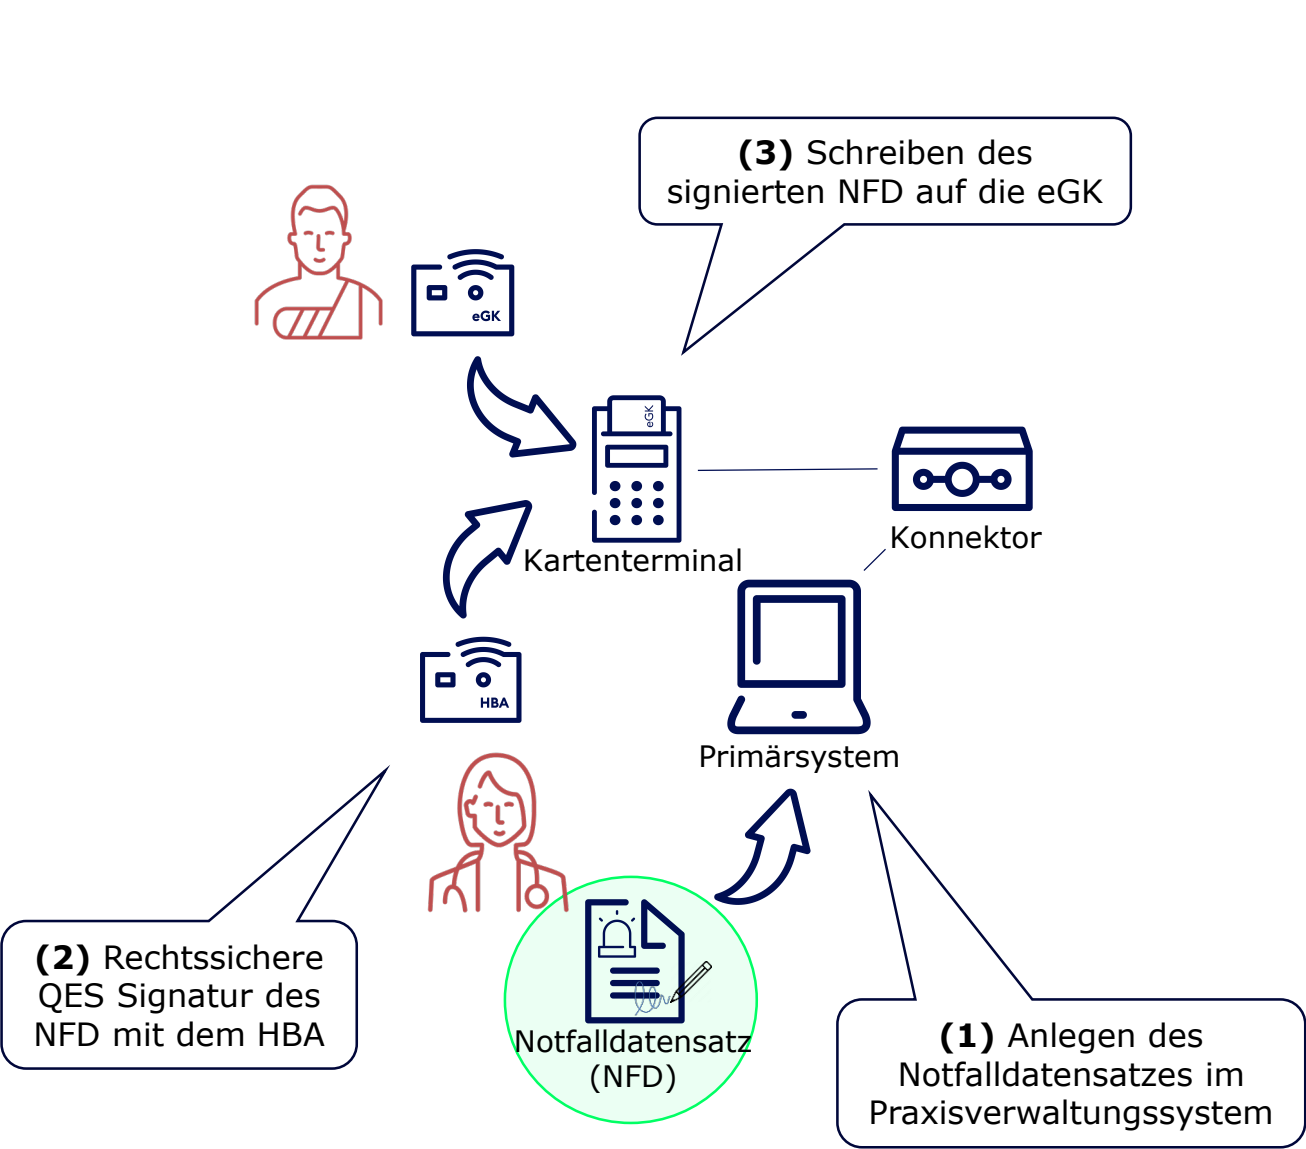 (3) Schreiben des
signierten NFD auf die eGK
eGK
eGK
Konnektor
Kartenterminal
HBA
Primärsystem
(2) Rechtssichere
QES Signatur des
NFD mit dem HBA
Notfalldatensatz
(NFD)
(1) Anlegen des
Notfalldatensatzes im
Praxisverwaltungssystem